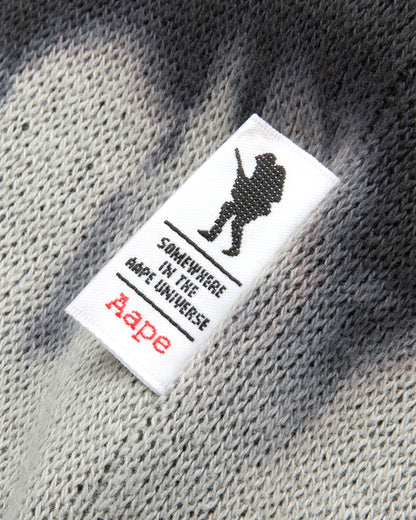 SOMEWHERE
IN THE
AAPE UNIVERSE
Aape